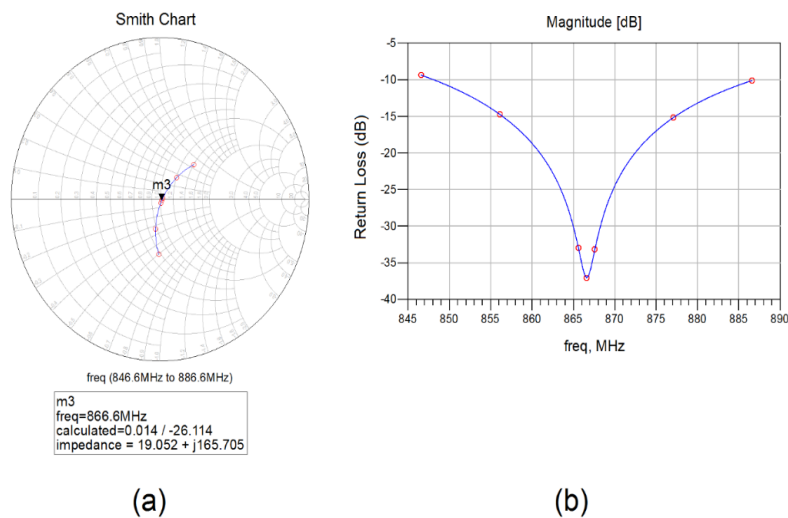 Smith Chart
m3
freq (846.6MHz to 886.6MHz)
m3
freq=866.6MHz
calculated=0.014 / -26.114
impedance = 19.052 + j165.705
(a)
Magnitude [dB]
Return Loss (dB)
-5
-10
-15
-20
-25
-30
-35
-40
845 850 855 860 865 870 875 880 885 890
freq, MHz
(b)